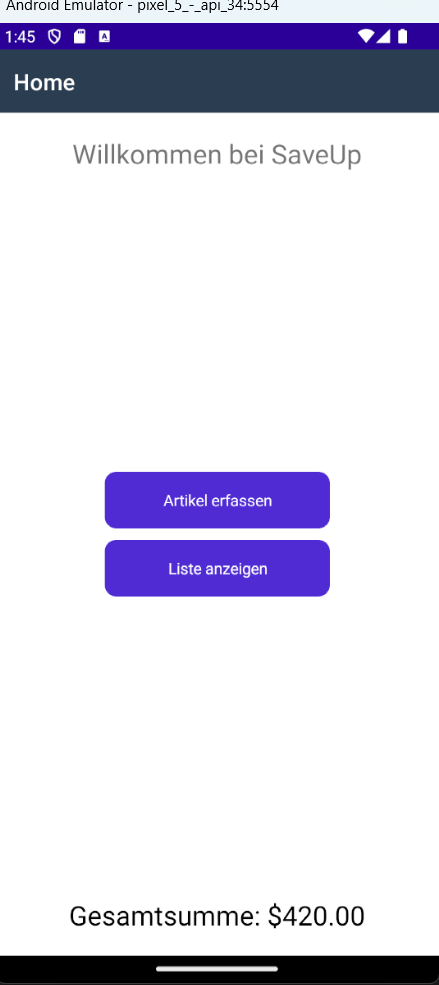 Android Emulator - pixel_5_-_api_34:5554
1:45
Home
Willkommen bei SaveUp
Artikel erfassen
Liste anzeigen
Gesamtsumme: $420.00